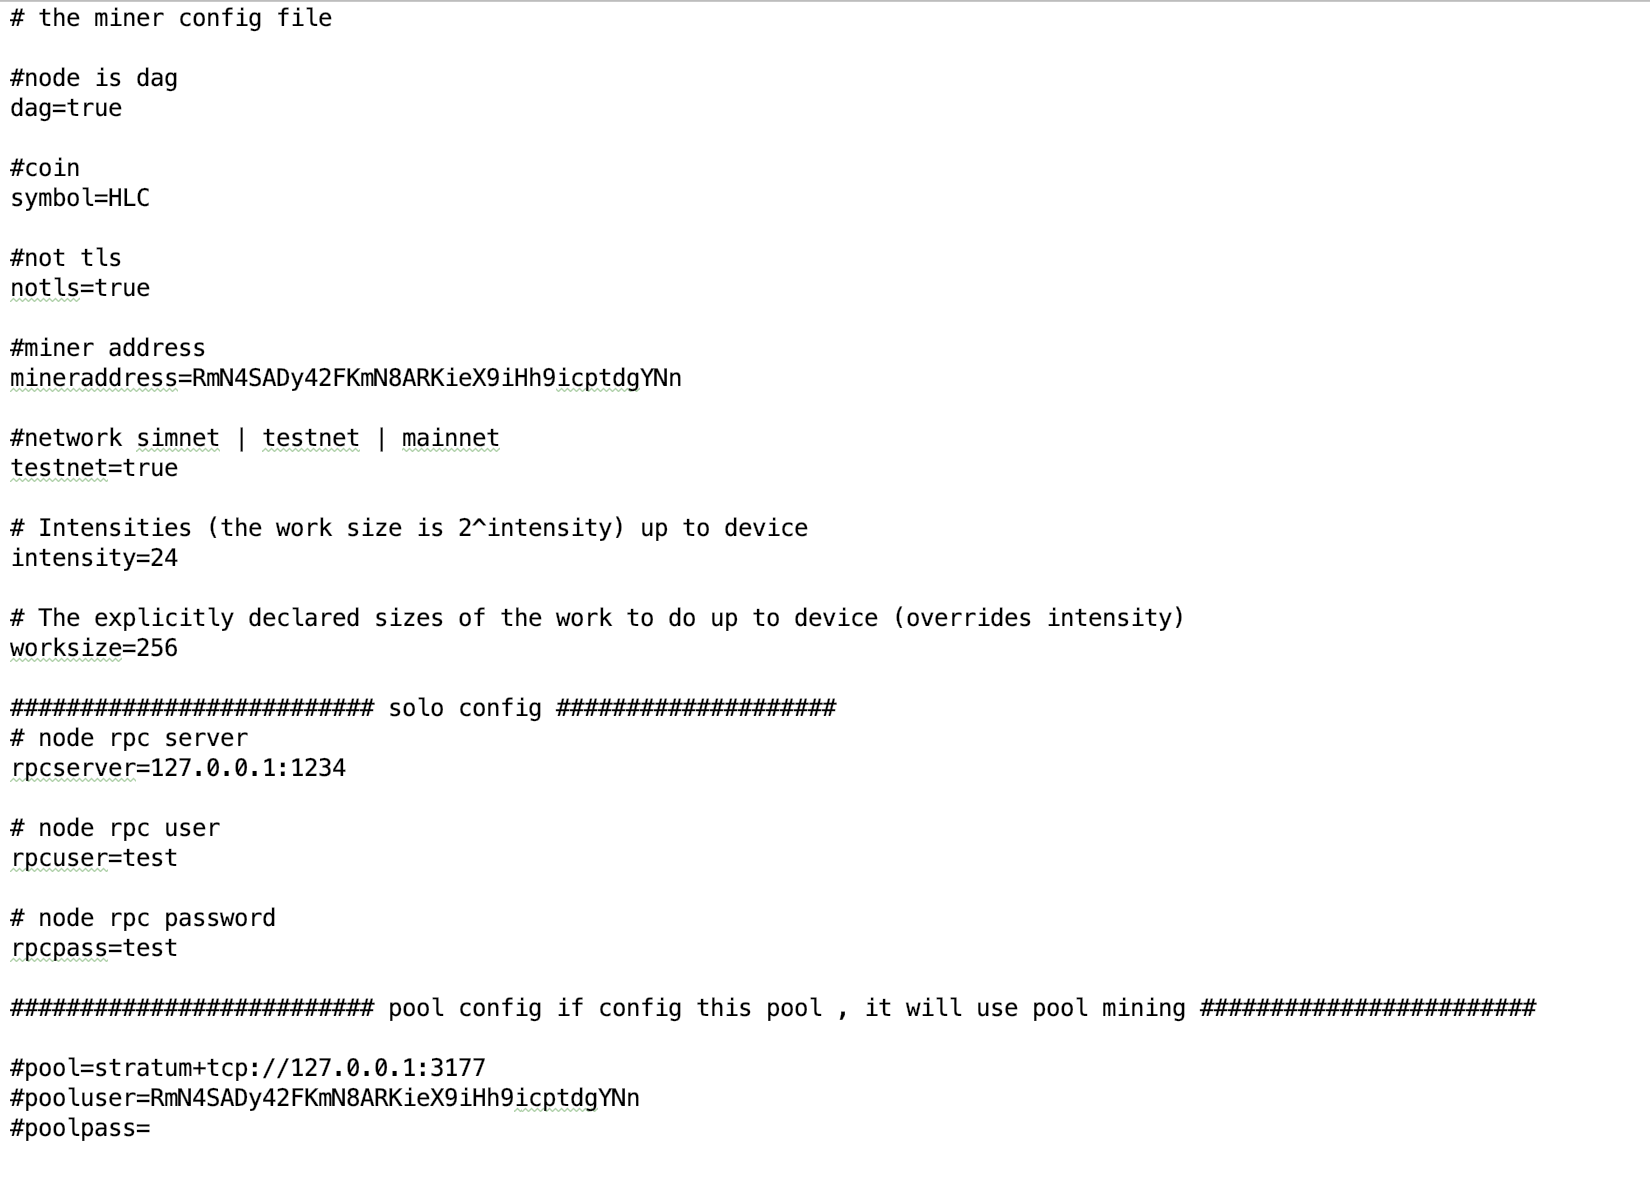 # the miner config file
#node is dag
dag=true
#coin
symbol=HLC
#not tls
notls=true
#miner address
mineraddress=RmN4SADy42FKmN8ARKieX9iHh9icptdgYNn
#network simnet | testnet | mainnet
testnet=true
# Intensities (the work size is 2^intensity) up to device
intensity=24
# The explicitly declared sizes of the work to do up to device (overrides intensity)
worksize=256
########################## solo config ####################
# node rpc server
rpcserver=127.0.0.1:1234
# node rpc user
rpcuser=test
# node rpc password
rpcpass=test
########################## pool config if config this pool , it will use pool mining ########################
#pool=stratum+tcp://127.0.0.1:3177
#pooluser=RmN4SADy42FKmN8ARKieX9iHh9icptdgYNn
#poolpass=